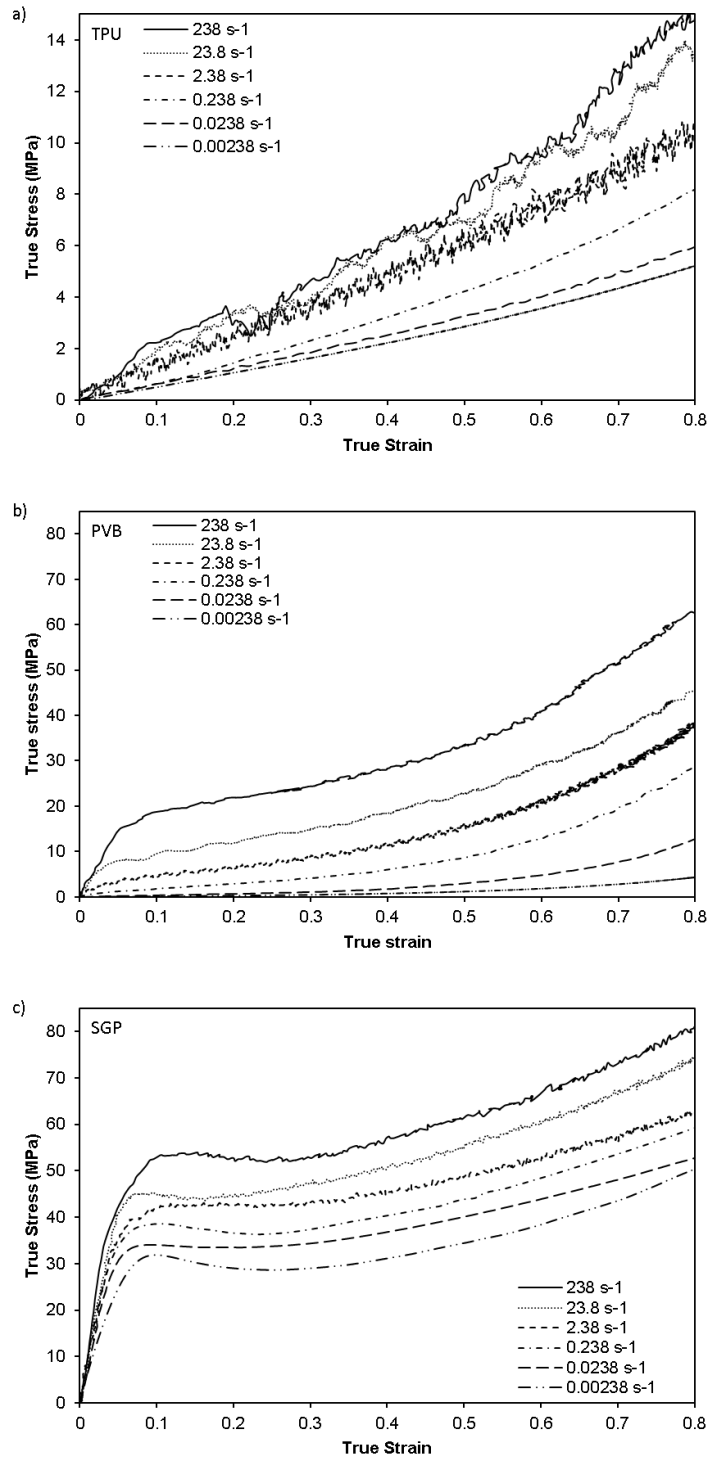 a)
TPU
238 s-1
23.8 s-1
2.38 s-1
0.238 s-1
0.0238 s-1
0.00238 s-1
14
12
10
8
6
4
2
0
True Stress (MPa)
0 0.1 0.2 0.3 0.4 0.5 0.6 0.7 0.8
True Strain
b)
PVB
238 s-1
23.8 s-1
2.38 s-1
0.238 s-1
0.0238 s-1
0.00238 s-1
80
70
60
50
40
30
20
10
0
True stress (MPa)
0 0.1 0.2 0.3 0.4 0.5 0.6 0.7 0.8
True strain
c)
SGP
80
70
60
50
40
30
20
10
0
True Stress (MPa)
238 s-1
23.8 s-1
2.38 s-1
0.238 s-1
0.0238 s-1
0.00238 s-1
0 0.1 0.2 0.3 0.4 0.5 0.6 0.7 0.8
True Strain